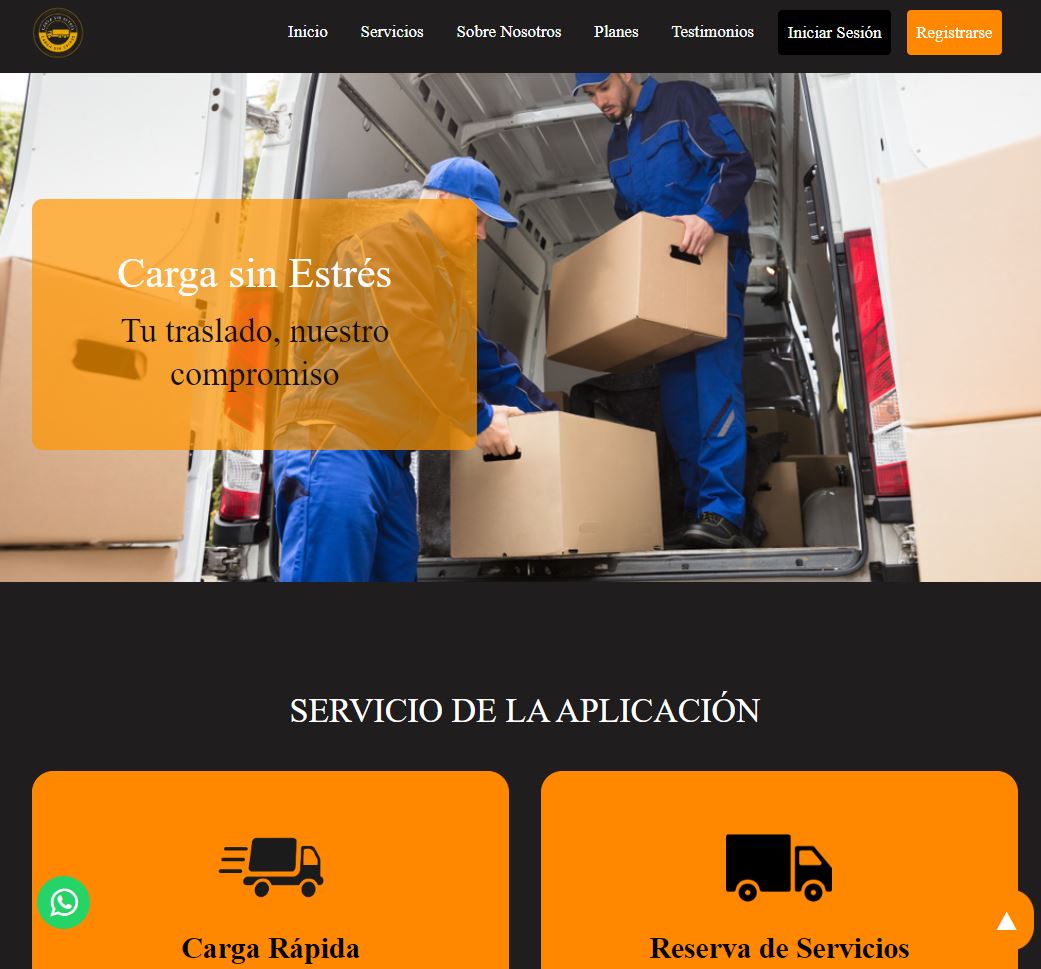 Inicio Servicios Sobre Nosotros Planes Testimonios Iniciar Sesión Registrarse
Carga sin Estrés
Tu traslado, nuestro
compromiso
SERVICIO DE LA APLICACIÓN
Carga Rápida Reserva de Servicios